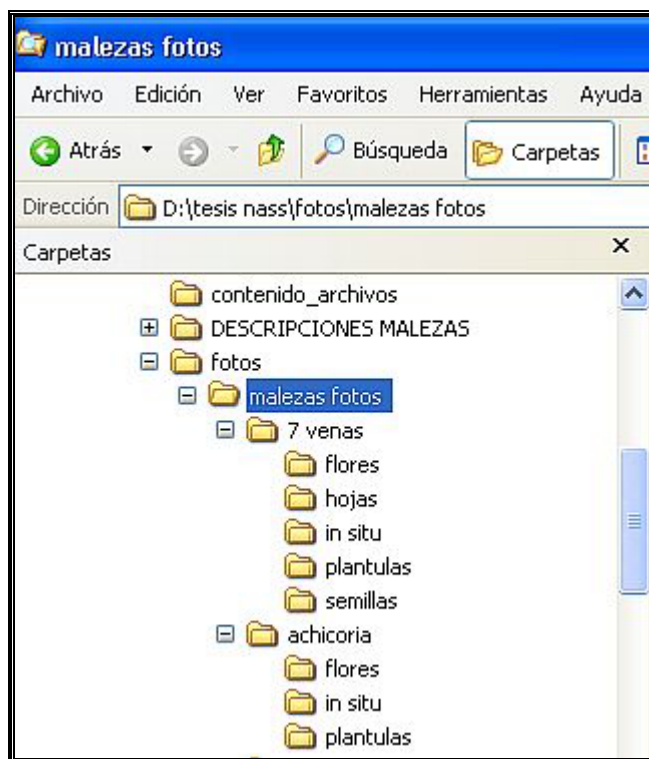 malezas fotos
Archivo Edición Ver Favoritos Herramientas Ayuda
Atrás Búsqueda Carpetas
Dirección D:\tesis nass\fotos\malezas fotos
Carpetas
contenido_archivos
DESCRIPCIONES MALEZAS
fotos
malezas fotos
7 venas
flores
hojas
in situ
plantulas
semillas
achicoria
flores
in situ
plantulas